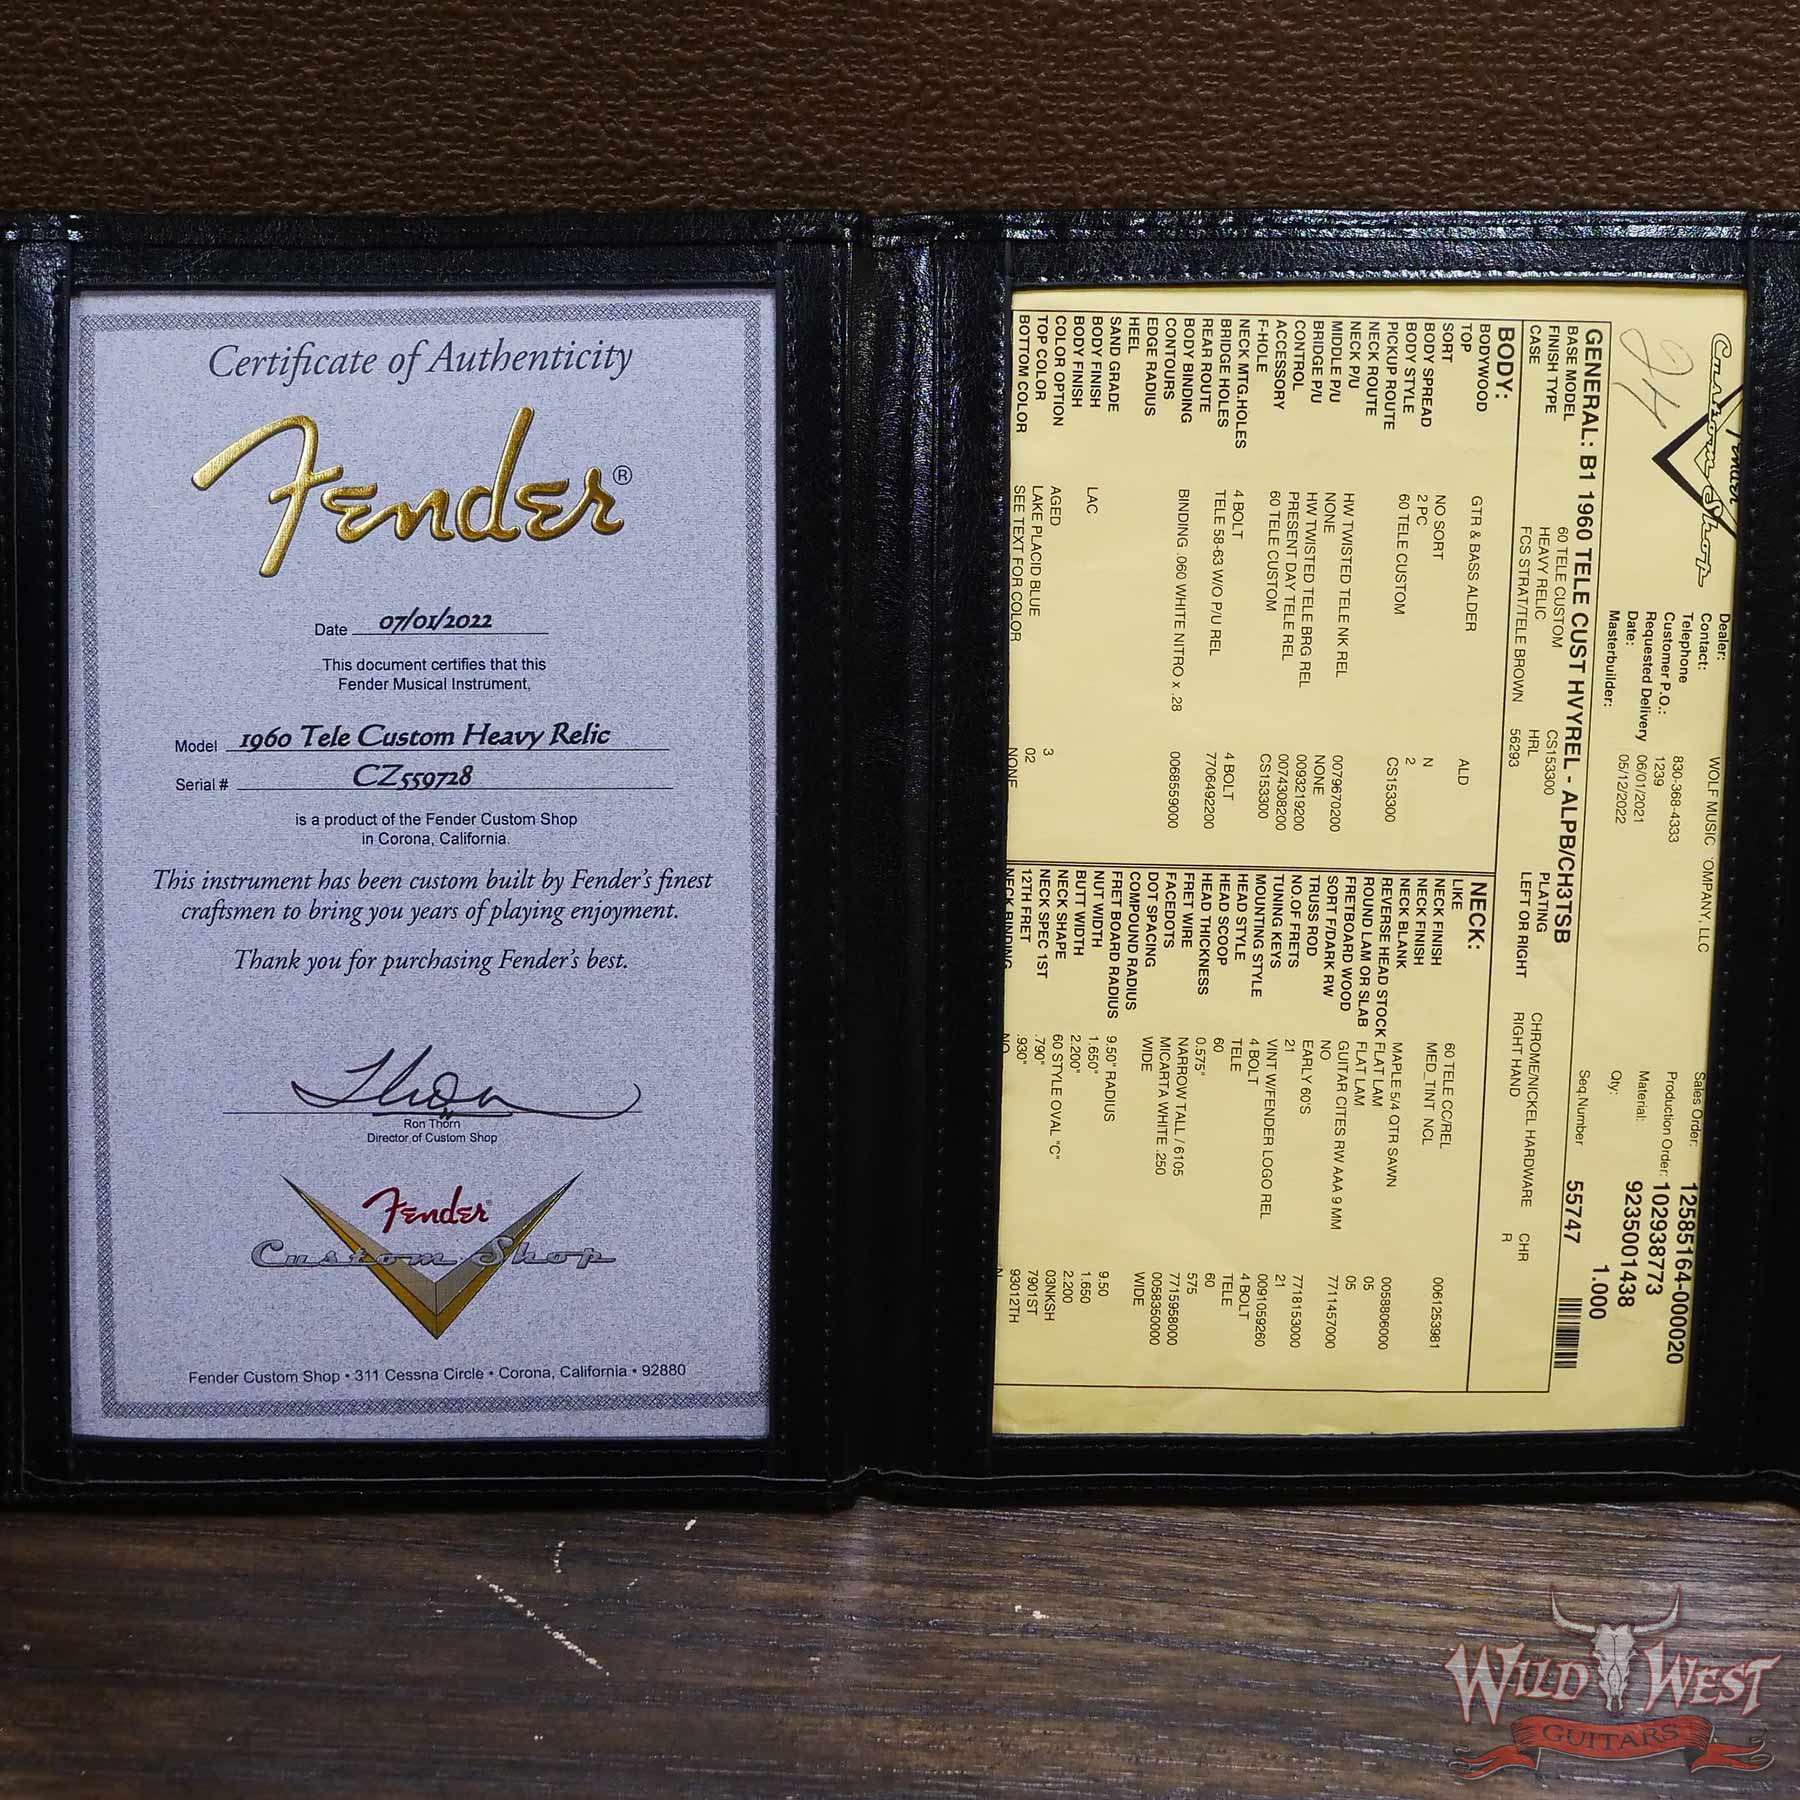 Certificate of Authenticity
Fender®
Date 07/01/2022
This document certifies that this
Fender Musical Instrument,
Model 1960 Tele Custom Heavy Relic
Serial # CZ559728
is a product of the Fender Custom Shop
in Corona, California.
This instrument has been custom built by Fender's finest
craftsmen to bring you years of playing enjoyment.
Thank you for purchasing Fender's best.
Ron Thorn
Director of Custom Shop
Fender
Custom Shop
Fender Custom Shop • 311 Cessna Circle • Corona, California • 92880
Fender
Custom Shop
Dealer: WOLF MUSIC COMPANY, LLC
Contact:
Telephone 830-368-4333
Customer P.O.: 1239
Requested Delivery 06/01/2021
Date: 05/12/2022
Masterbuilder:
Sales Order: 12585164-000020
Production Order: 102938773
Material: 9235001438
Qty: 1.000
GENERAL: B1 1960 TELE CUST HVYREL - ALPB/CH3TSB
Seq.Number 55747
BASE MODEL 60 TELE CUSTOM CS153300
FINISH TYPE HEAVY RELIC HRL
CASE FCS STRAT/TELE BROWN 56293
PLATING CHROME/NICKEL HARDWARE CHR
LEFT OR RIGHT RIGHT HAND R
BODY:
BODYWOOD GTR & BASS ALDER ALD
TOP
SORT NO SORT N
BODY SPREAD 2 PC 2
BODY STYLE 60 TELE CUSTOM CS153300
PICKUP ROUTE
NECK ROUTE
NECK P/U HW TWISTED TELE NK REL 0079670200
MIDDLE P/U NONE NONE
BRIDGE P/U HW TWISTED TELE BRG REL 0093219200
CONTROL PRESENT DAY TELE REL 0074308200
ACCESSORY 60 TELE CUSTOM CS153300
F-HOLE
NECK MTG.HOLES 4 BOLT 4 BOLT
BRIDGE HOLES TELE 58-63 W/O P/U REL 7706492200
REAR ROUTE
BODY BINDING BINDING .060 WHITE NITRO x .28 0068559000
CONTOURS
EDGE RADIUS
HEEL
SAND GRADE
BODY FINISH LAC
BODY FINISH
COLOR OPTION AGED 3
TOP COLOR LAKE PLACID BLUE 02
BOTTOM COLOR SEE TEXT FOR COLOR NONE
NECK:
LIKE
NECK FINISH 60 TELE CC/REL 0061253981
NECK FINISH MED_TINT NCL
NECK BLANK MAPLE 5/4 QTR SAWN 0058806000
REVERSE HEAD STOCK
ROUND LAM OR SLAB FLAT LAM 05
FLAT LAM 05
FRETBOARD WOOD GUITAR CITES RW AAA 9 MM 7711457000
SORT F/DARK RW NO
TRUSS ROD EARLY 60'S 7718153000
NO.OF FRETS 21 21
TUNING KEYS VINT W/FENDER LOGO REL 0091059260
MOUNTING STYLE 4 BOLT 4 BOLT
HEAD STYLE TELE TELE
HEAD SCOOP 60 60
HEAD THICKNESS 0.575" 575
FRET WIRE NARROW TALL / 6105 7715958000
FACEDOTS MICARTA WHITE .250 0058350000
DOT SPACING WIDE WIDE
COMPOUND RADIUS
FRET BOARD RADIUS 9.50" RADIUS 9.50
NUT WIDTH 1.650" 1.650
BUTT WIDTH 2.200" 2.200
NECK SHAPE 60 STYLE OVAL "C" 03NKSH
NECK SPEC 1ST .790" 7901ST
12TH FRET .930" 93012TH
NECK BINDING NO N
WILD WEST
GUITARS